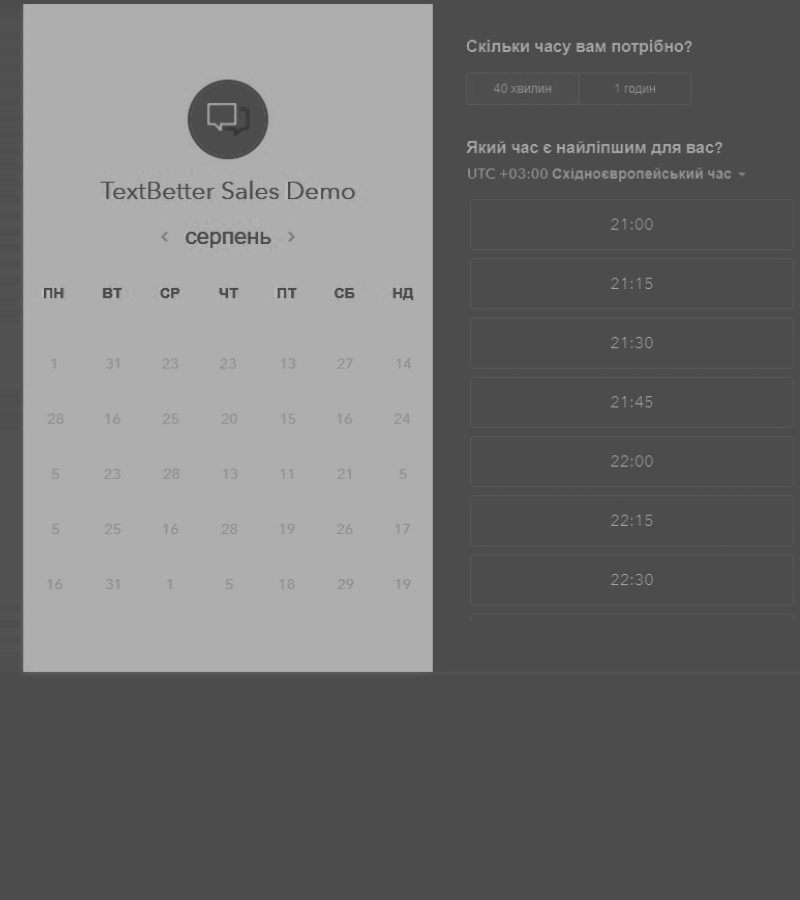 TextBetter Sales Demo
серпень
ПН ВТ СР ЧТ ПТ СБ НД
1 31 23 23 13 27 14
28 16 25 20 15 16 24
5 23 28 13 11 21 5
5 25 16 28 19 26 17
16 31 1 5 18 29 19
Скільки часу вам потрібно?
40 хвилин 1 годин
Який час є найліпшим для вас?
UTC +03:00 Східноєвропейський час
21:00
21:15
21:30
21:45
22:00
22:15
22:30